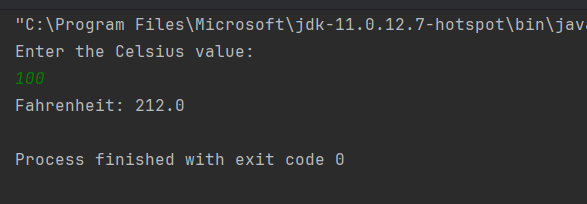 "C:\Program Files\Microsoft\jdk-11.0.12.7-hotspot\bin\java
Enter the Celsius value:
100
Fahrenheit: 212.0
Process finished with exit code 0